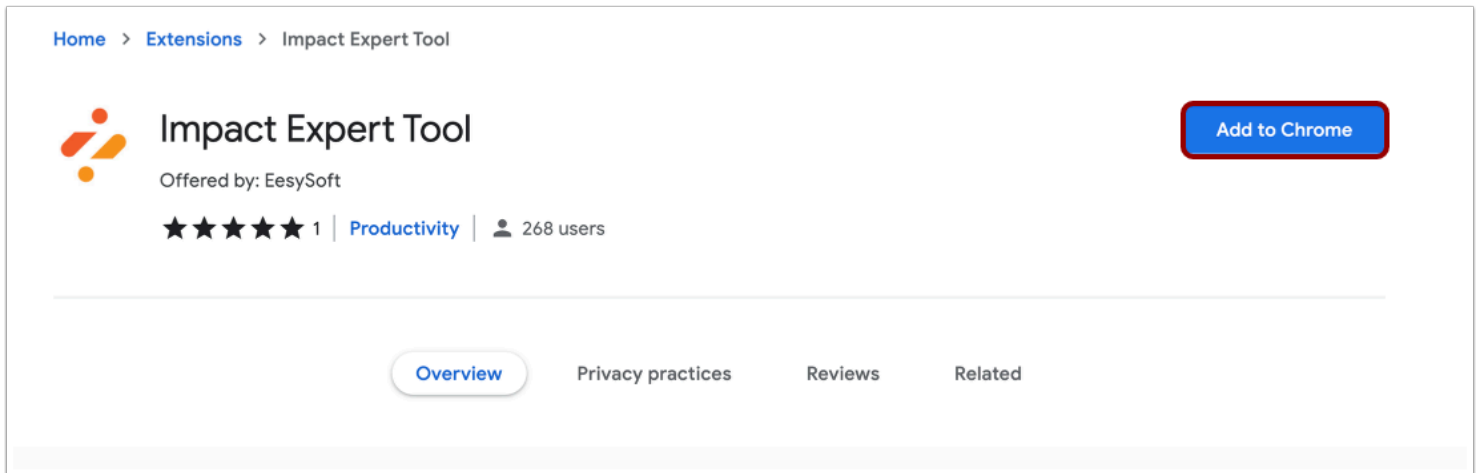 Home > Extensions > Impact Expert Tool
Impact Expert Tool
Add to Chrome
Offered by: EesySoft
★★★★★ 1 | Productivity | 268 users
Overview Privacy practices Reviews Related